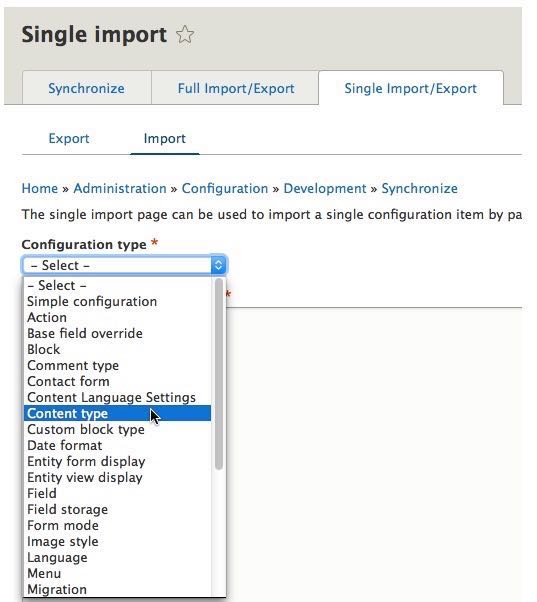 Single import
Synchronize Full Import/Export Single Import/Export
Export Import
Home » Administration » Configuration » Development » Synchronize
The single import page can be used to import a single configuration item by pa
Configuration type *
– Select –
– Select –
*
Simple configuration
Action
Base field override
Block
Comment type
Contact form
Content Language Settings
Content type
Custom block type
Date format
Entity form display
Entity view display
Field
Field storage
Form mode
Image style
Language
Menu
Migration